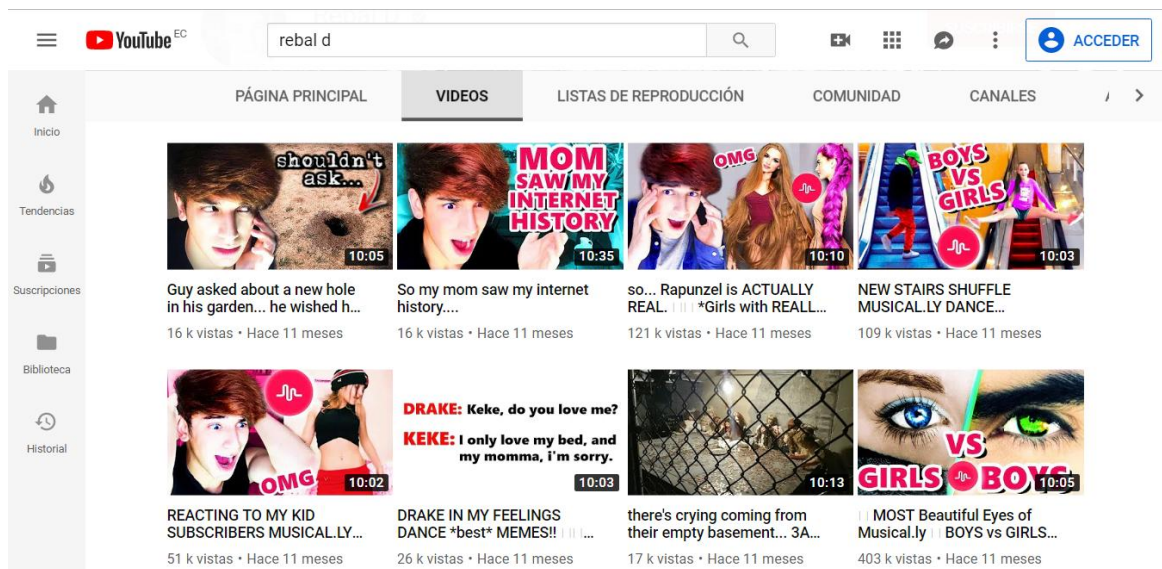 YouTube EC
rebal d
ACCEDER
PÁGINA PRINCIPAL VIDEOS LISTAS DE REPRODUCCIÓN COMUNIDAD CANALES
Inicio
Tendencias
Suscripciones
Biblioteca
Historial
shouldn't
ask...
10:05
MOM
SAW MY
INTERNET
HISTORY
10:35
OMG
10:10
BOYS
VS
GIRLS
10:03
Guy asked about a new hole
in his garden... he wished h...
16 k vistas • Hace 11 meses
So my mom saw my internet
history....
16 k vistas • Hace 11 meses
so... Rapunzel is ACTUALLY
REAL. *Girls with REALL...
121 k vistas • Hace 11 meses
NEW STAIRS SHUFFLE
MUSICAL.LY DANCE...
109 k vistas • Hace 11 meses
OMG
10:02
DRAKE: Keke, do you love me?
KEKE: I only love my bed, and
my momma, i'm sorry.
10:03
10:13
VS
GIRLS BOYS
10:05
REACTING TO MY KID
SUBSCRIBERS MUSICAL.LY...
51 k vistas • Hace 11 meses
DRAKE IN MY FEELINGS
DANCE *best* MEMES!! ...
26 k vistas • Hace 11 meses
there's crying coming from
their empty basement... 3A...
17 k vistas • Hace 11 meses
MOST Beautiful Eyes of
Musical.ly BOYS vs GIRLS...
403 k vistas • Hace 11 meses